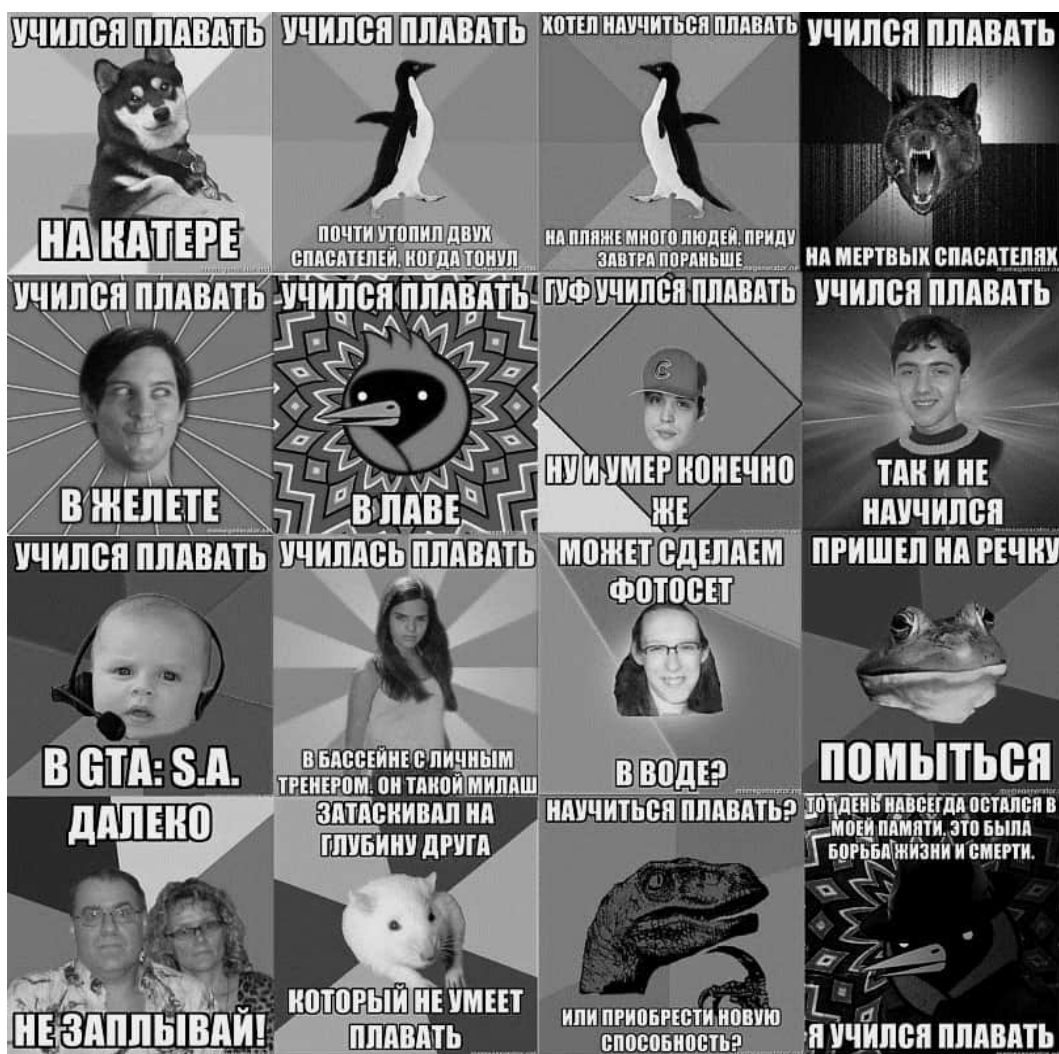 УЧИЛСЯ ПЛАВАТЬ
НА КАТЕРЕ
УЧИЛСЯ ПЛАВАТЬ
ПОЧТИ УТОПИЛ ДВУХ
СПАСАТЕЛЕЙ, КОГДА ТОНУЛ
ХОТЕЛ НАУЧИТЬСЯ ПЛАВАТЬ
НА ПЛЯЖЕ МНОГО ЛЮДЕЙ, ПРИДУ
ЗАВТРА ПОРАНЬШЕ
УЧИЛСЯ ПЛАВАТЬ
НА МЕРТВЫХ СПАСАТЕЛЯХ
УЧИЛСЯ ПЛАВАТЬ
В ЖЕЛЕТЕ
УЧИЛСЯ ПЛАВАТЬ
В ЛАВЕ
ГУФ УЧИЛСЯ ПЛАВАТЬ
C
НУ И УМЕР КОНЕЧНО
ЖЕ
УЧИЛСЯ ПЛАВАТЬ
ТАК И НЕ
НАУЧИЛСЯ
УЧИЛСЯ ПЛАВАТЬ
В GTA: S.A.
УЧИЛАСЬ ПЛАВАТЬ
В БАССЕЙНЕ С ЛИЧНЫМ
ТРЕНЕРОМ. ОН ТАКОЙ МИЛАШ
МОЖЕТ СДЕЛАЕМ
ФОТОСЕТ
В ВОДЕ?
ПРИШЕЛ НА РЕЧКУ
ПОМЫТЬСЯ
ДАЛЕКО
НЕ ЗАПЛЫВАЙ!
ЗАТАСКИВАЛ НА
ГЛУБИНУ ДРУГА
КОТОРЫЙ НЕ УМЕЕТ
ПЛАВАТЬ
НАУЧИТЬСЯ ПЛАВАТЬ?
ИЛИ ПРИОБРЕСТИ НОВУЮ
СПОСОБНОСТЬ?
ТОТ ДЕНЬ НАВСЕГДА ОСТАЛСЯ В
МОЕЙ ПАМЯТИ, ЭТО БЫЛА
БОРЬБА ЖИЗНИ И СМЕРТИ.
Я УЧИЛСЯ ПЛАВАТЬ